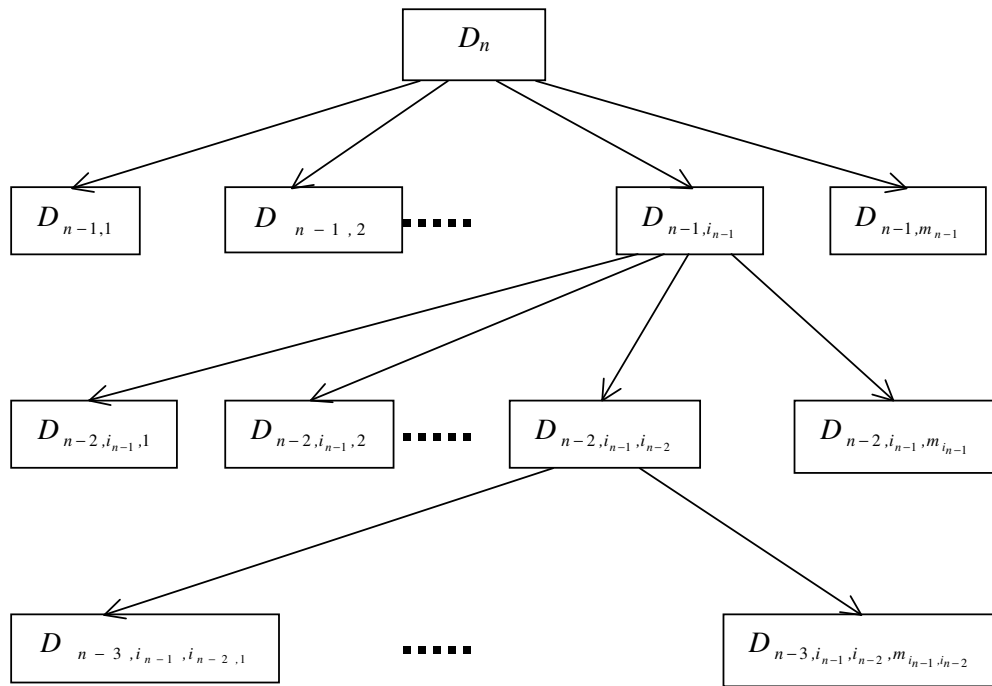 Dₙ
D_{n-1,1} D_{n-1,2} ..... D_{n-1,i_{n-1}} D_{n-1,m_{n-1}}
D_{n-2,i_{n-1},1} D_{n-2,i_{n-1},2} ..... D_{n-2,i_{n-1},i_{n-2}} D_{n-2,i_{n-1},m_{i_{n-1}}}
D_{n-3,i_{n-1},i_{n-2,1}} ..... D_{n-3,i_{n-1},i_{n-2},m_{i_{n-1},i_{n-2}}}